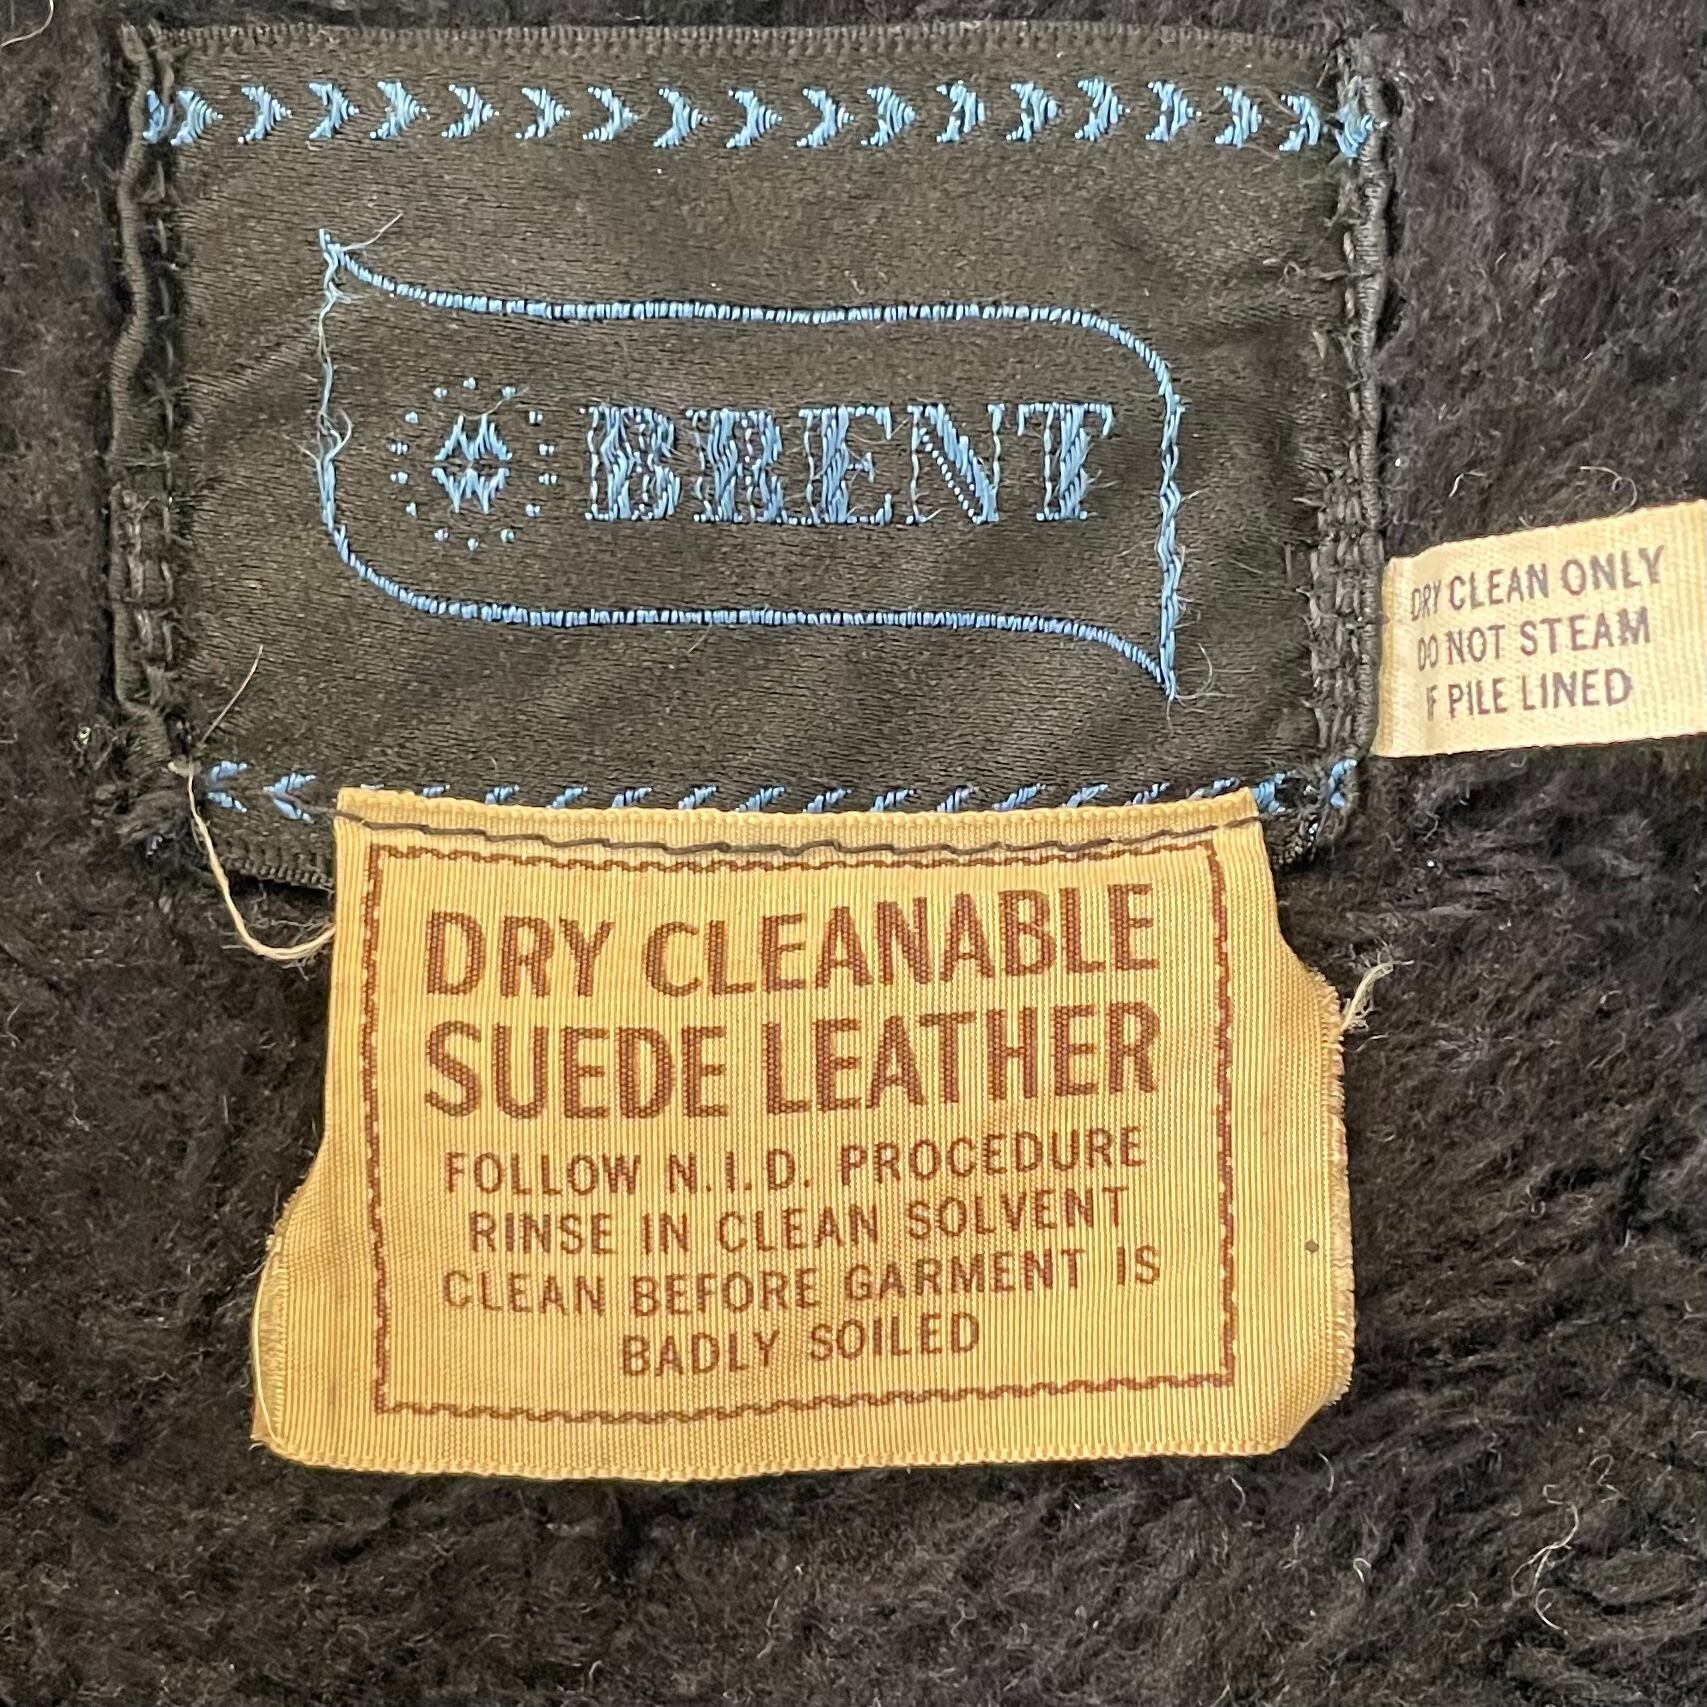 BRENT
DRY CLEAN ONLY
DO NOT STEAM
IF PILE LINED
DRY CLEANABLE
SUEDE LEATHER
FOLLOW N.I.D. PROCEDURE
RINSE IN CLEAN SOLVENT
CLEAN BEFORE GARMENT IS
BADLY SOILED